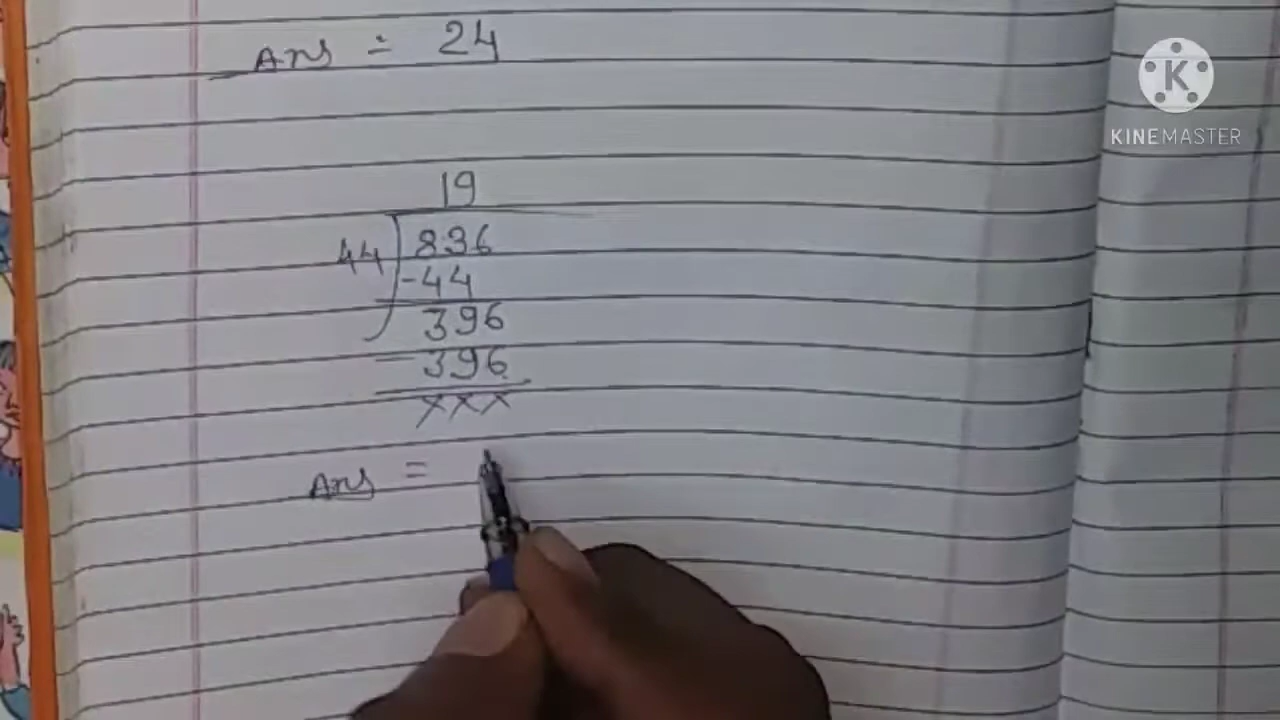 Ans = 24
K
KINEMASTER
19
44 836
-44
396
-396
xxx
Ans =